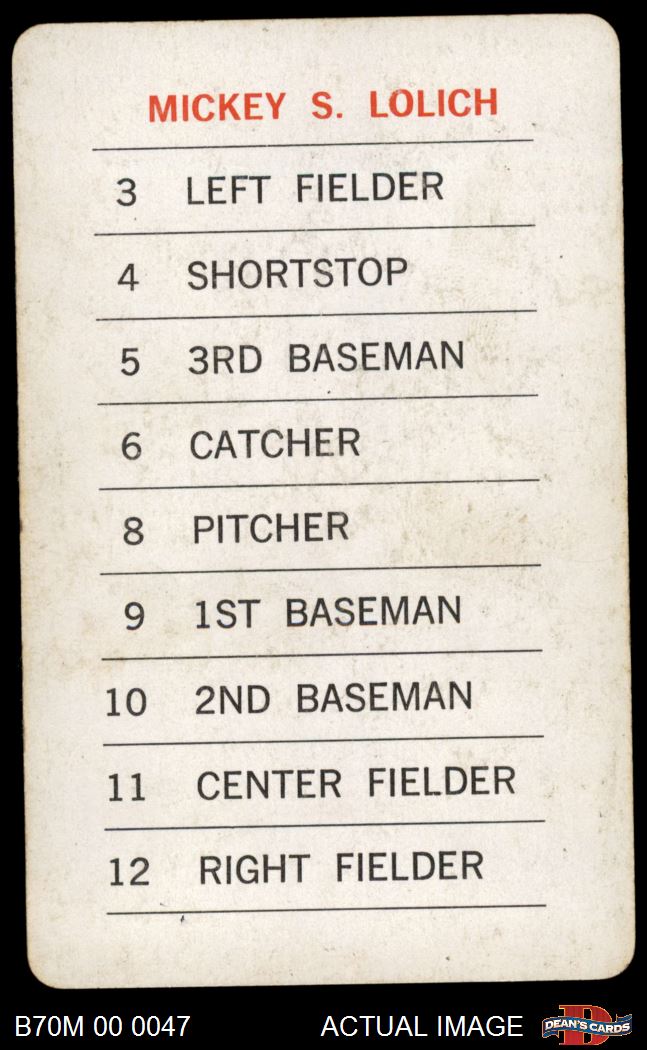 MICKEY S. LOLICH
3 LEFT FIELDER
4 SHORTSTOP
5 3RD BASEMAN
6 CATCHER
8 PITCHER
9 1ST BASEMAN
10 2ND BASEMAN
11 CENTER FIELDER
12 RIGHT FIELDER
B70M 00 0047 ACTUAL IMAGE DEAN'S CARDS